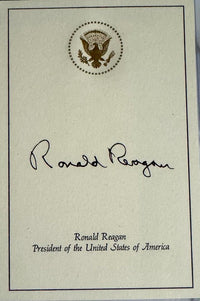 Ronald Reagan
Ronald Reagan
President of the United States of America